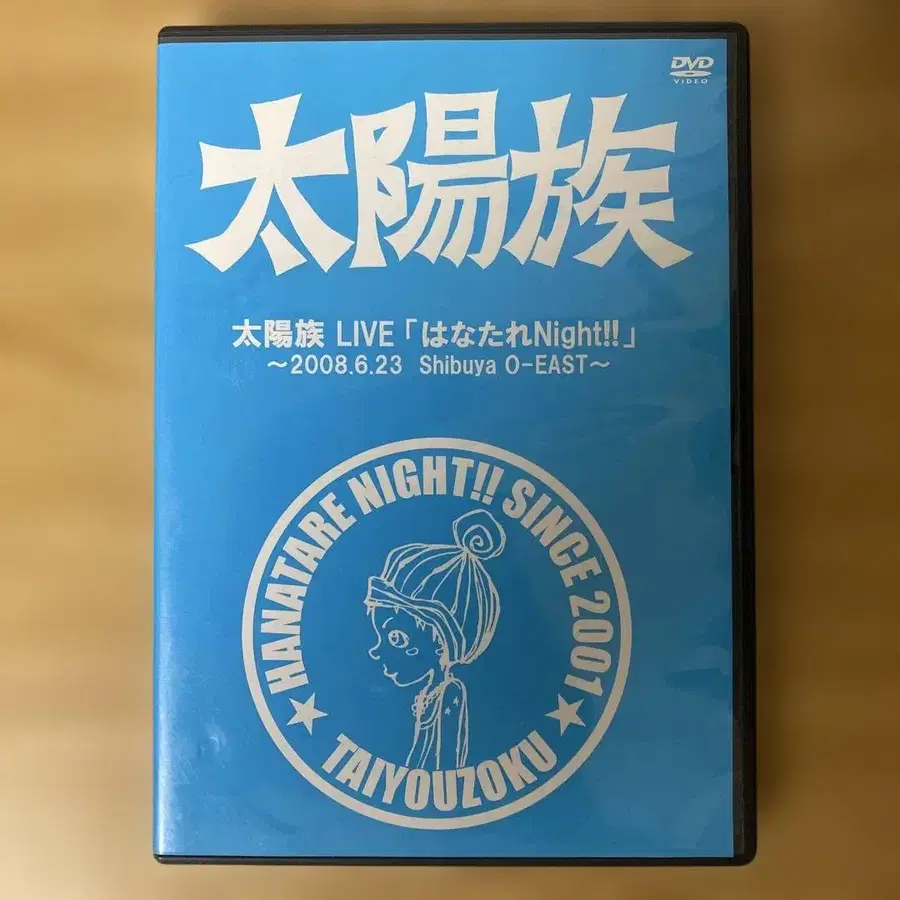 DVD
VIDEO
太陽族
太陽族 LIVE「はなたれNight!!」
～2008.6.23 Shibuya O-EAST～
HANATARE NIGHT!! SINCE 2001
★ TAIYOUZOKU ★